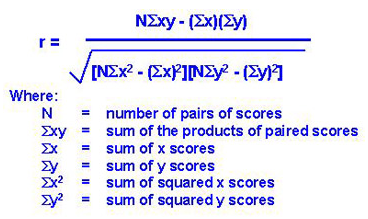 r = NΣxy - (Σx)(Σy) / √[NΣx² - (Σx)²][NΣy² - (Σy)²]
Where:
N = number of pairs of scores
Σxy = sum of the products of paired scores
Σx = sum of x scores
Σy = sum of y scores
Σx² = sum of squared x scores
Σy² = sum of squared y scores